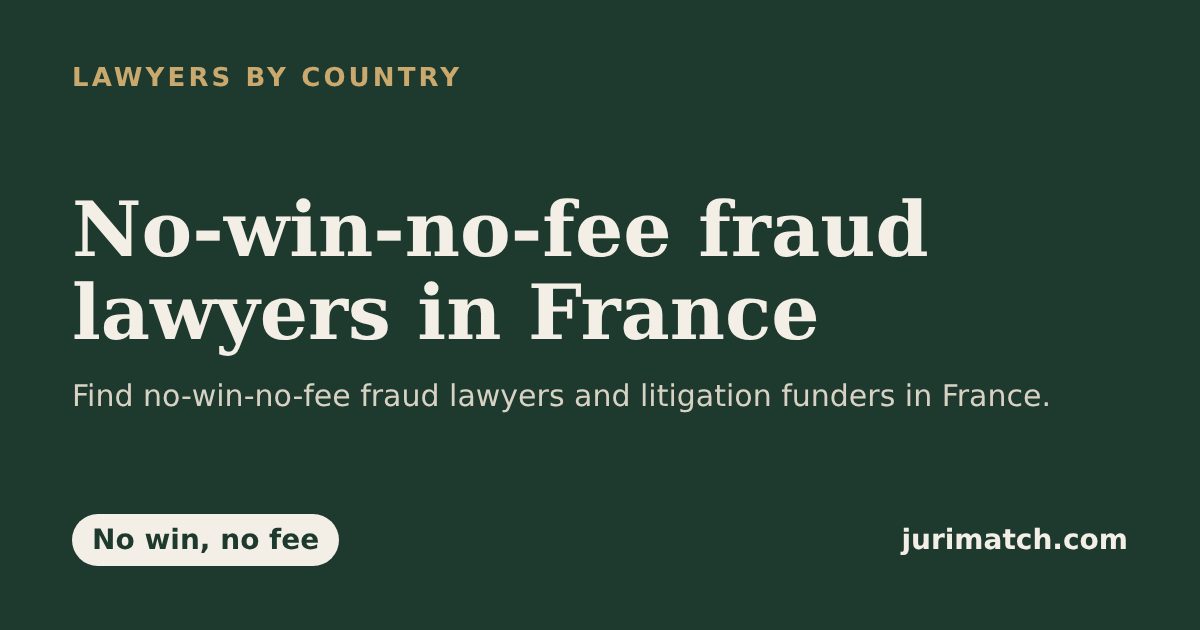 LAWYERS BY COUNTRY
No-win-no-fee fraud
lawyers in France
Find no-win-no-fee fraud lawyers and litigation funders in France.
No win, no fee
jurimatch.com